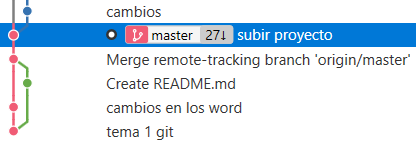 cambios
master 27↓ subir proyecto
Merge remote-tracking branch 'origin/master'
Create README.md
cambios en los word
tema 1 git